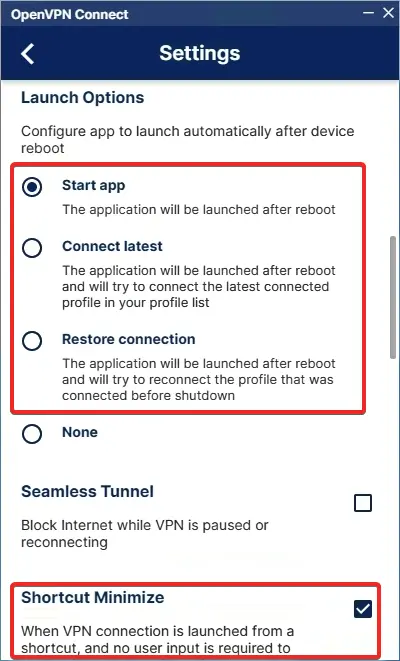 OpenVPN Connect
Settings
Launch Options
Configure app to launch automatically after device
reboot
Start app
The application will be launched after reboot
Connect latest
The application will be launched after reboot
and will try to connect the latest connected
profile in your profile list
Restore connection
The application will be launched after reboot
and will try to reconnect the profile that was
connected before shutdown
None
Seamless Tunnel
Block Internet while VPN is paused or
reconnecting
Shortcut Minimize
When VPN connection is launched from a
shortcut, and no user input is required to